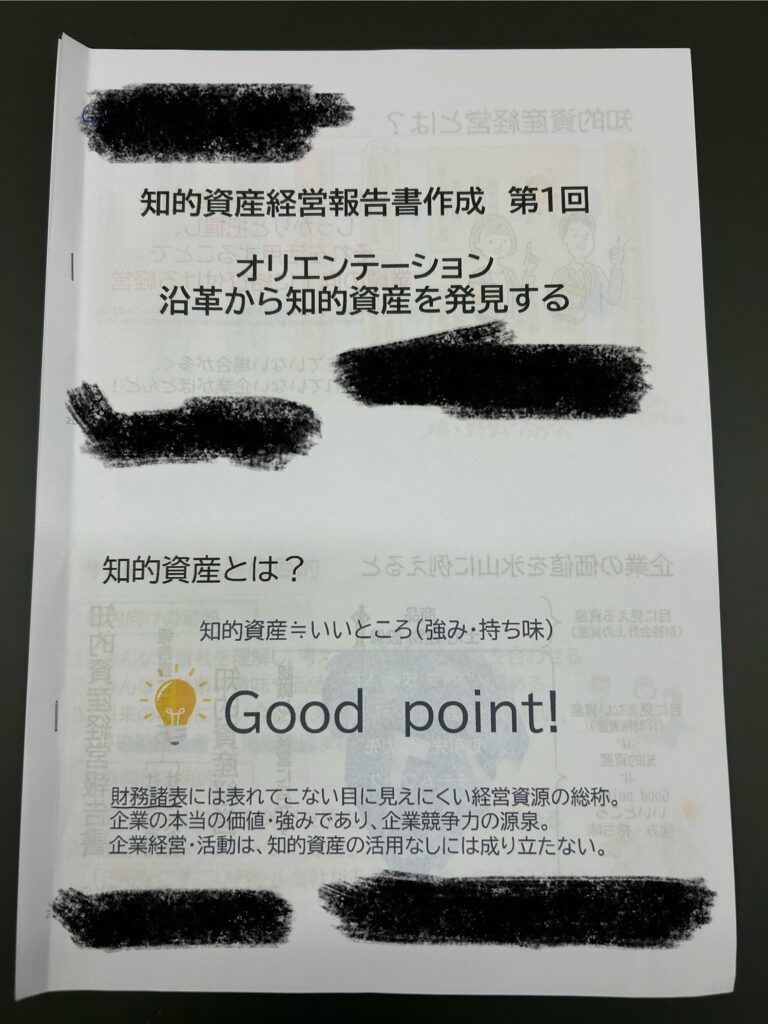 知的資産経営報告書作成 第1回
オリエンテーション
沿革から知的資産を発見する
知的資産とは?
知的資産≒いいところ(強み・持ち味)
Good point!
財務諸表には表れてこない目に見えにくい経営資源の総称。
企業の本当の価値・強みであり、企業競争力の源泉。
企業経営・活動は、知的資産の活用なしには成り立たない。